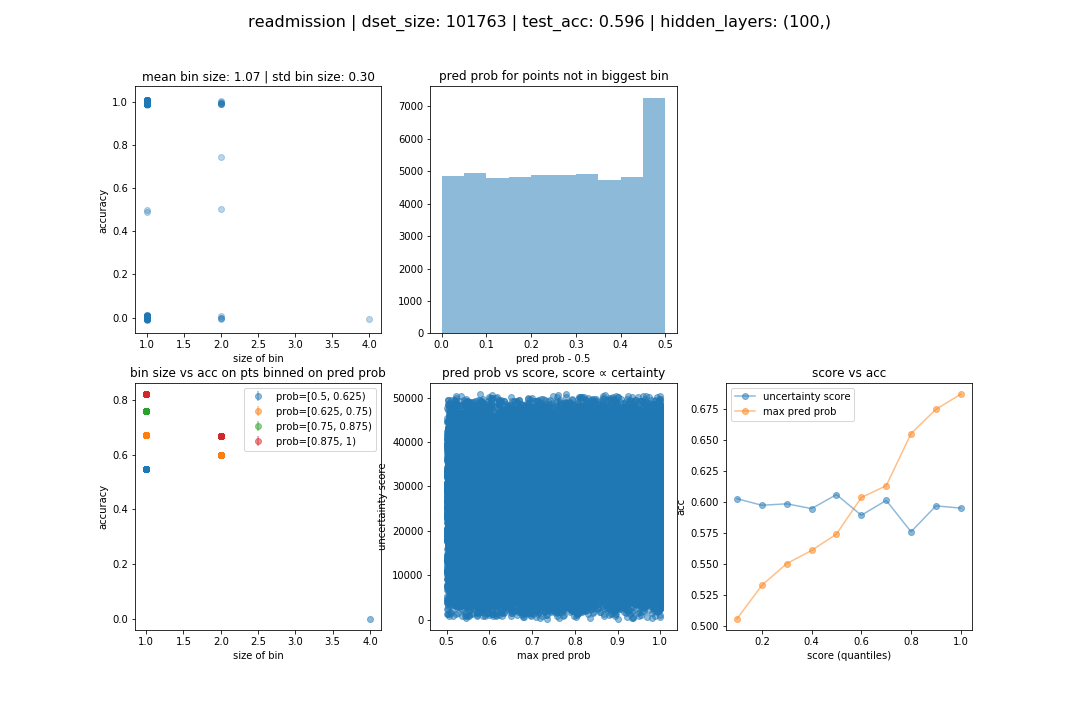 readmission | dset_size: 101763 | test_acc: 0.596 | hidden_layers: (100,)
mean bin size: 1.07 | std bin size: 0.30
accuracy
1.0
0.8
0.6
0.4
0.2
0.0
1.0 1.5 2.0 2.5 3.0 3.5 4.0
size of bin
pred prob for points not in biggest bin
7000
6000
5000
4000
3000
2000
1000
0
0.0 0.1 0.2 0.3 0.4 0.5
pred prob - 0.5
bin size vs acc on pts binned on pred prob
accuracy
0.8
0.6
0.4
0.2
0.0
prob=[0.5, 0.625)
prob=[0.625, 0.75)
prob=[0.75, 0.875)
prob=[0.875, 1)
1.0 1.5 2.0 2.5 3.0 3.5 4.0
size of bin
pred prob vs score, score ∝ certainty
uncertainty score
50000
40000
30000
20000
10000
0
0.5 0.6 0.7 0.8 0.9 1.0
max pred prob
score vs acc
acc
0.675
0.650
0.625
0.600
0.575
0.550
0.525
0.500
uncertainty score
max pred prob
0.2 0.4 0.6 0.8 1.0
score (quantiles)